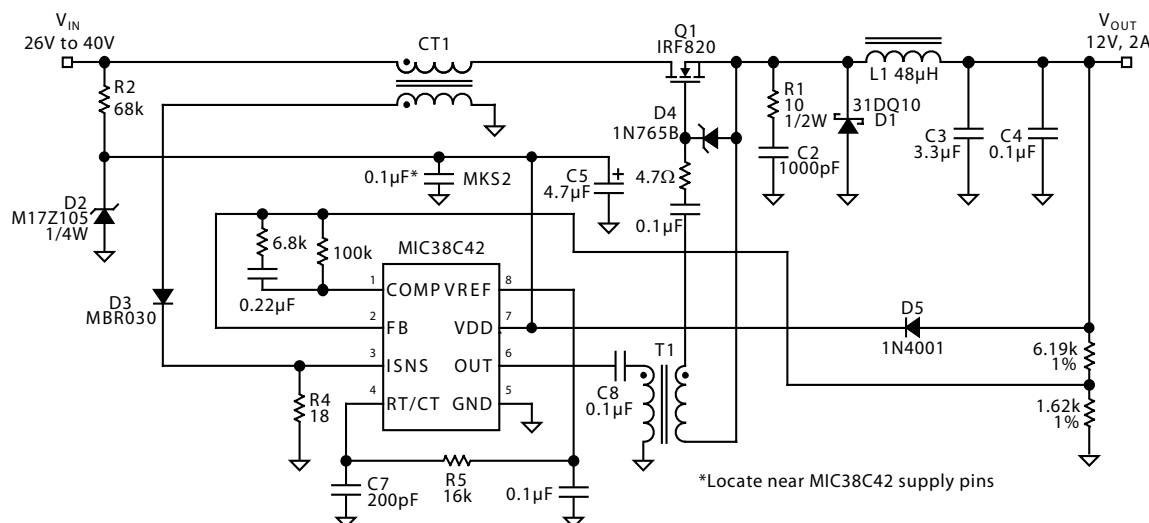 VIN
26V to 40V
CT1
Q1
IRF820
VOUT
12V, 2A
R2
68k
D4
1N765B
R1
10
1/2W
31DQ10
D1
L1 48µH
C2
1000pF
C3
3.3µF
C4
0.1µF
0.1µF*
MKS2
C5
4.7µF
+
4.7Ω
0.1µF
D2
M17Z105
1/4W
6.8k
100k
0.22µF
MIC38C42
D3
MBR030
1
COMP
VREF
8
2
FB
VDD
7
3
ISNS
OUT
6
4
RT/CT
GND
5
D5
1N4001
T1
6.19k
1%
1.62k
1%
C8
0.1µF
R4
18
C7
200pF
R5
16k
0.1µF
*Locate near MIC38C42 supply pins